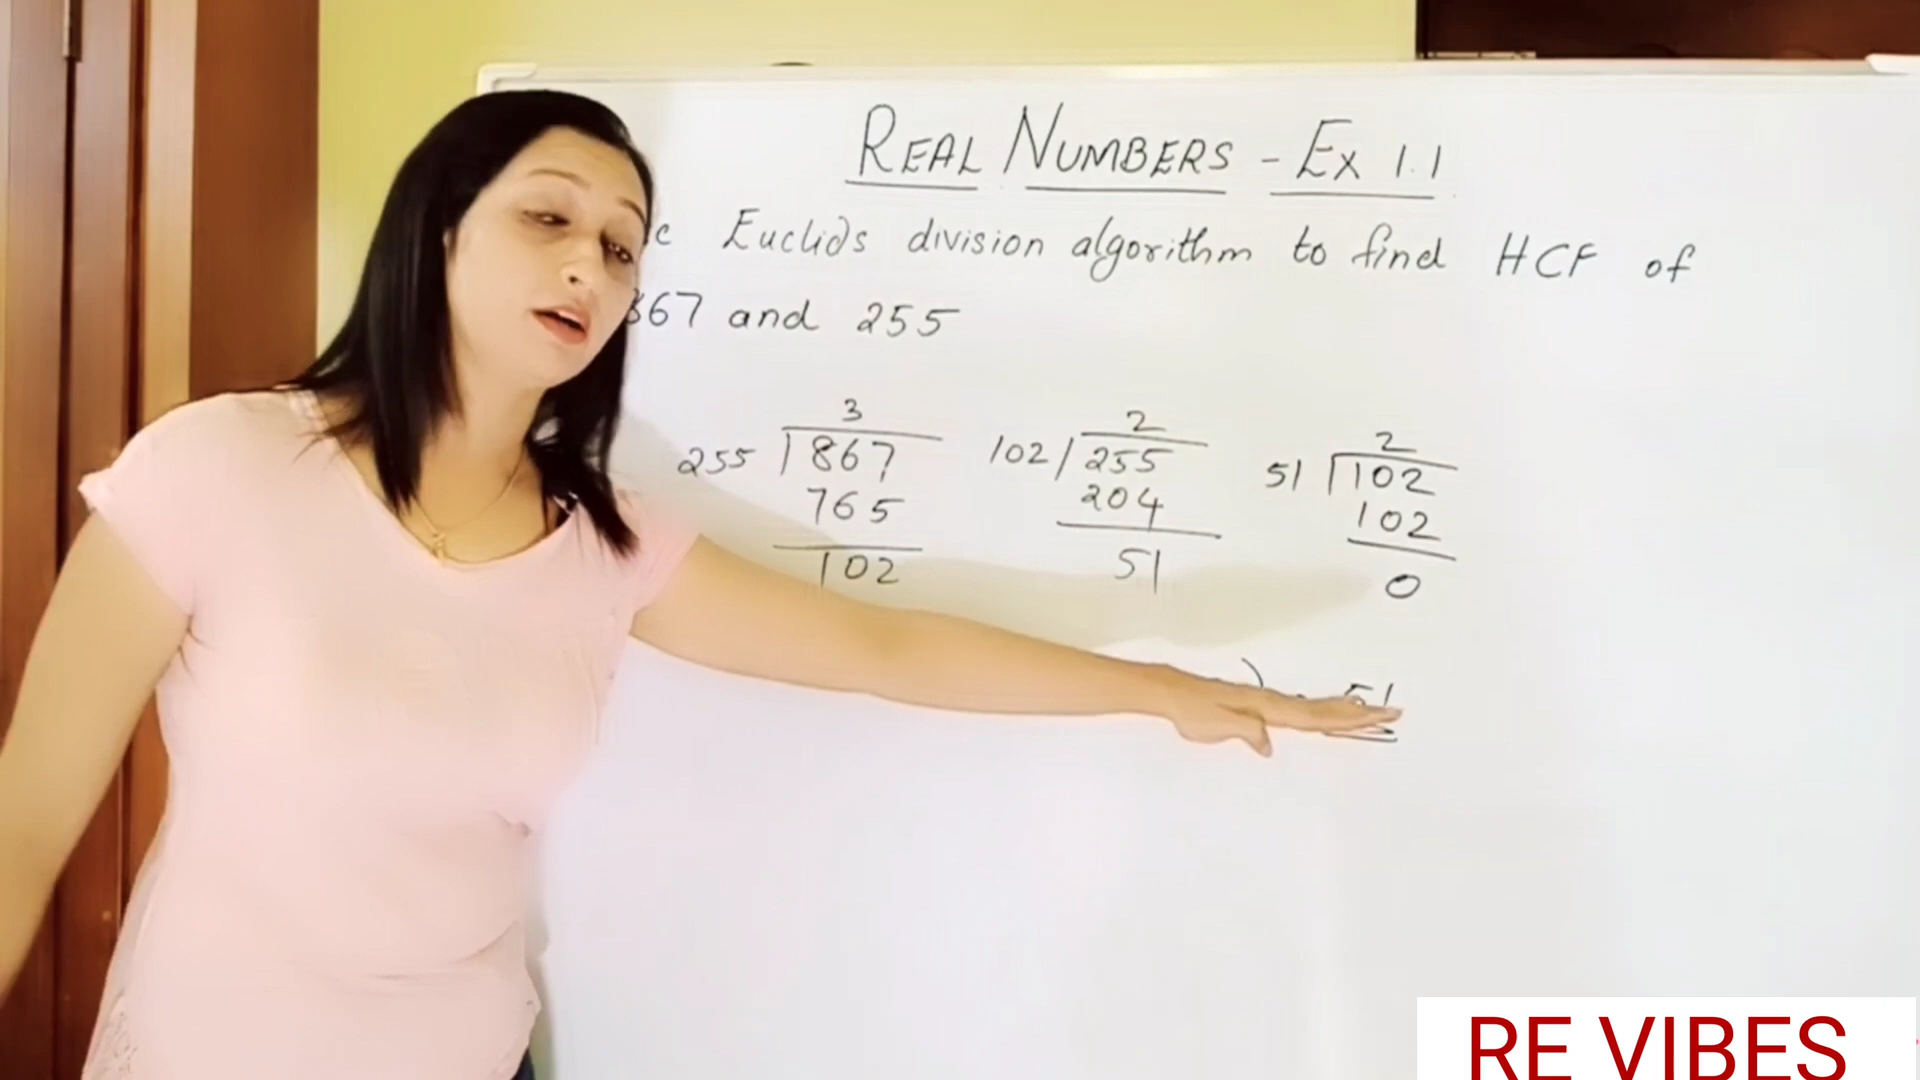 REAL NUMBERS - Ex 1.1
Euclids division algorithm to find HCF of
867 and 255
3
255 867
765
102
2
102 255
204
51
2
51 102
102
0
) = 51
RE VIBES